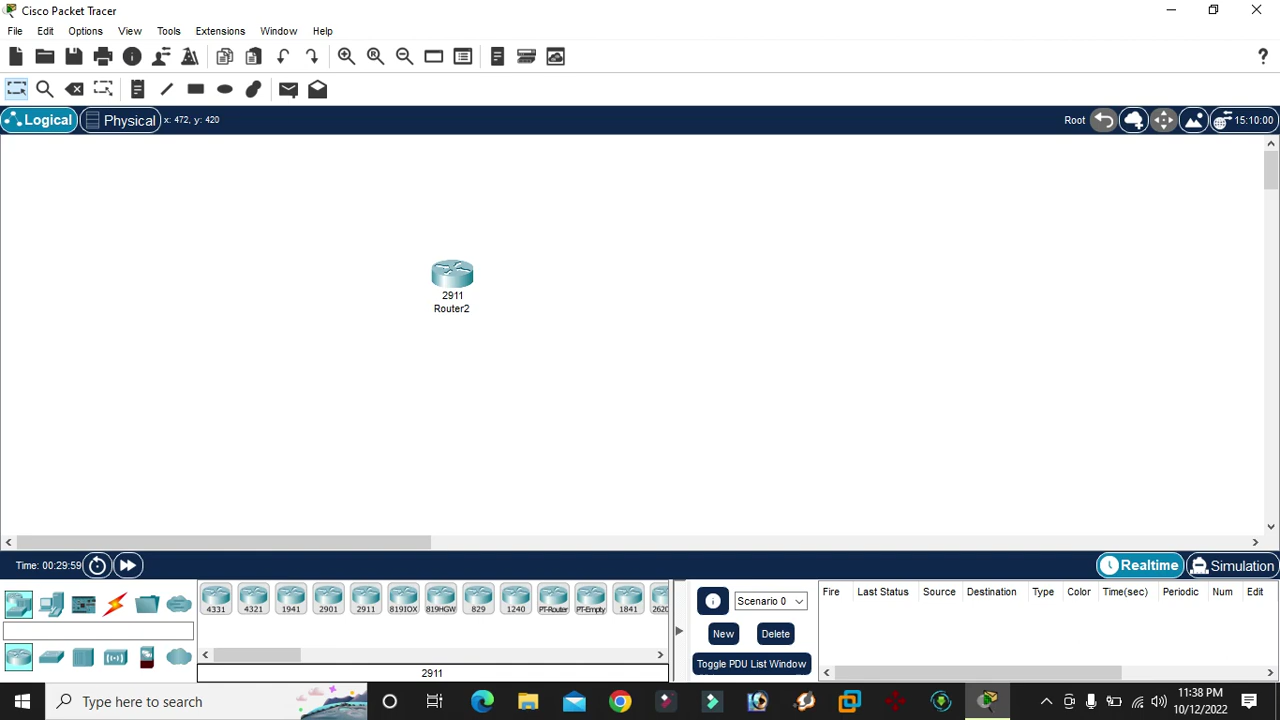 Cisco Packet Tracer
File Edit Options View Tools Extensions Window Help
?
Logical Physical x: 472, y: 420 Root 15:10:00
2911
Router2
Time: 00:29:59 Realtime Simulation
4331 4321 1941 2901 2911 819IOX 819HGW 829 1240 PT-Router PT-Empty 1841 2620
2911
Scenario 0
New Delete
Toggle PDU List Window
Fire Last Status Source Destination Type Color Time(sec) Periodic Num Edit
Type here to search
11:38 PM
10/12/2022